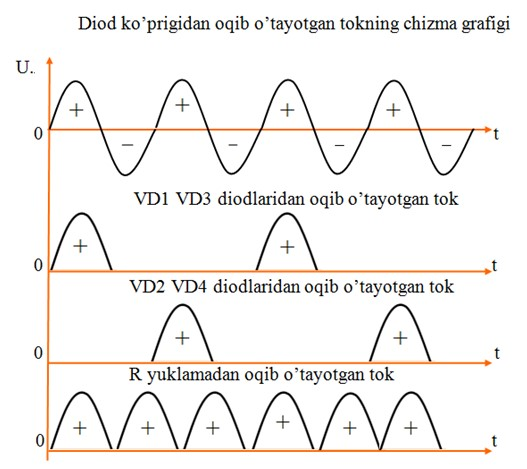 Diod ko’prigidan oqib o’tayotgan tokning chizma grafigi
U.
+ + + +
0 t
− − − −
VD1 VD3 diodlaridan oqib o’tayotgan tok
+ +
0 t
VD2 VD4 diodlaridan oqib o’tayotgan tok
+ +
0 t
R yuklamadan oqib o’tayotgan tok
+ + + + + +
0 t